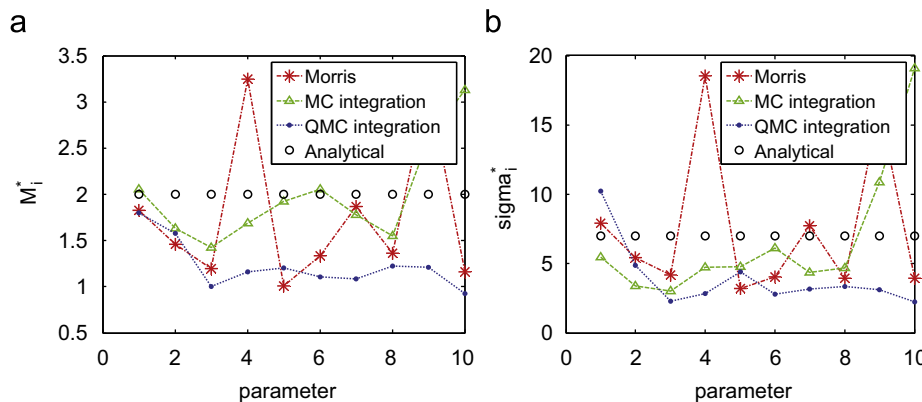 a
3.5
3
2.5
2
1.5
1
0.5
M*i
0 2 4 6 8 10
parameter
Morris
MC integration
QMC integration
Analytical
b
20
15
10
5
0
sigma*i
0 2 4 6 8 10
parameter
Morris
MC integration
QMC integration
Analytical